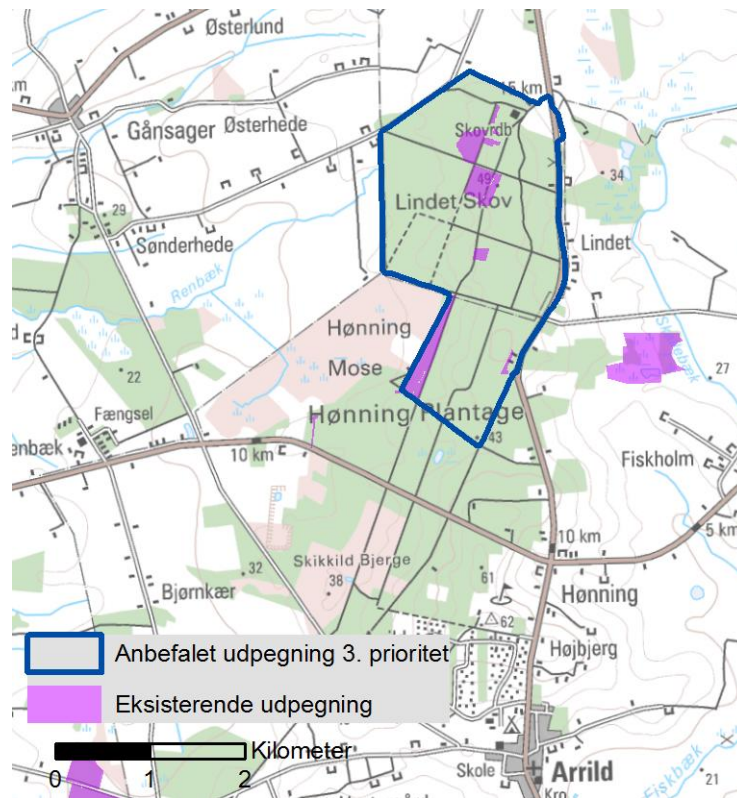 Østerlund
15 km
Gånsager
Østerhede
Skovrdb
49
34
Lindet Skov
29
Sønderhede
Lindet
Renbæk
Hønning
Mose
22
27
Fængsel
Hønning Plantage
43
enbæk
10 km
Fiskholm
5 km
10 km
Skikkild Bjerge
32
38
61
Bjørnkær
Hønning
62
Anbefalet udpegning 3. prioritet
Højbjerg
Eksisterende udpegning
Kilometer
0 1 2
Skole
Arrild
Kro
Fiskbæk
21